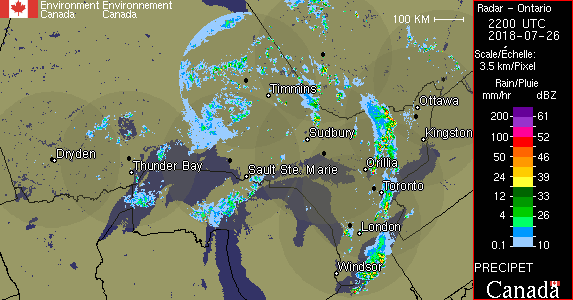 Environment Environnement
Canada Canada
100 KM
Timmins
Ottawa
Sudbury
Kingston
Dryden
Thunder Bay
Sault Ste. Marie
Orillia
Toronto
London
Windsor
Radar - Ontario
2200 UTC
2018-07-26
Scale/Échelle:
3.5 km/Pixel
Rain/Pluie
mm/hr dBZ
200 61
100 52
50 46
24 39
12 33
4 26
0.1 10
PRECIPET
Canada